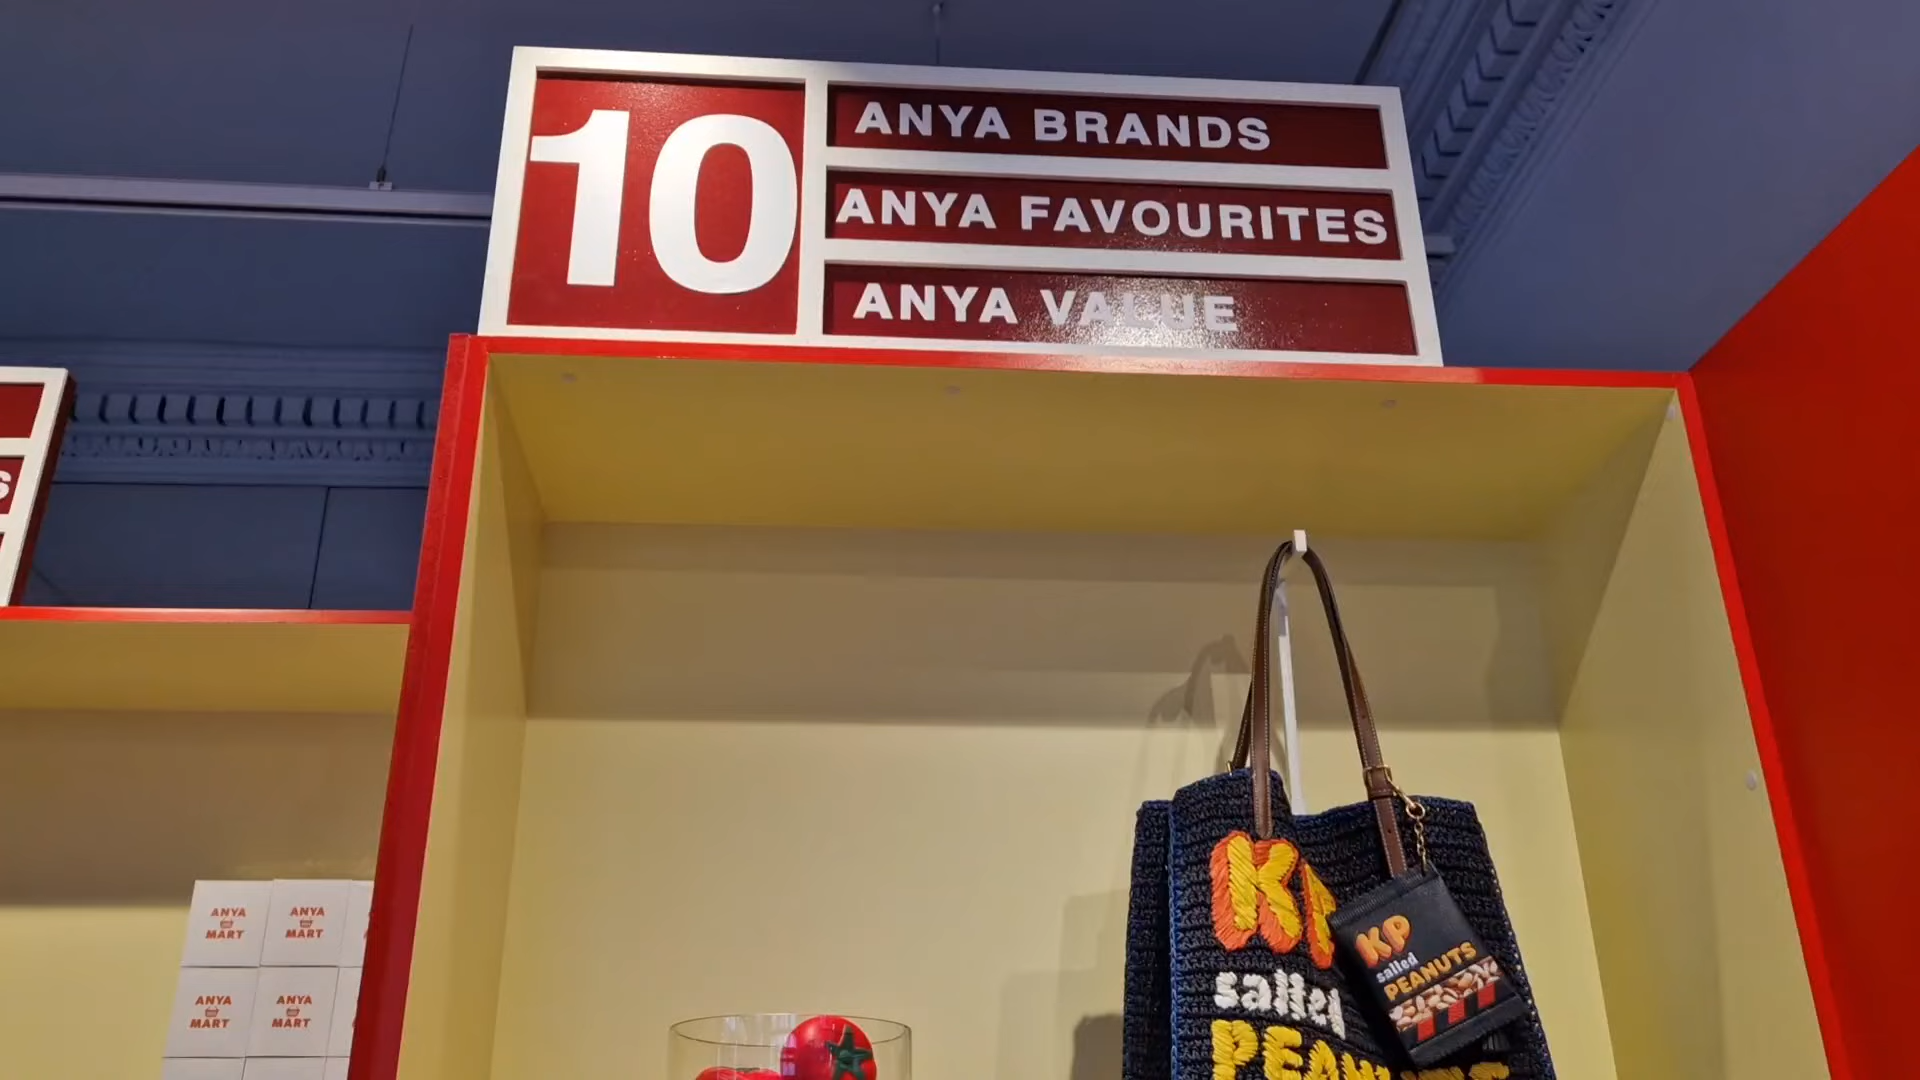 10
ANYA BRANDS
ANYA FAVOURITES
ANYA VALUE
S
ANYA
MART
ANYA
MART
ANYA
MART
ANYA
MART
KP
salted
KP
salted
PEANUTS